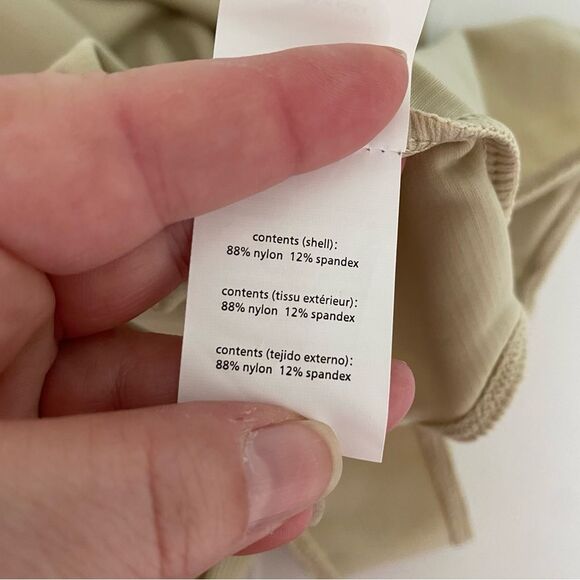 contents (shell):
88% nylon 12% spandex
contents (tissu extérieur):
88% nylon 12% spandex
contents (tejido externo):
88% nylon 12% spandex